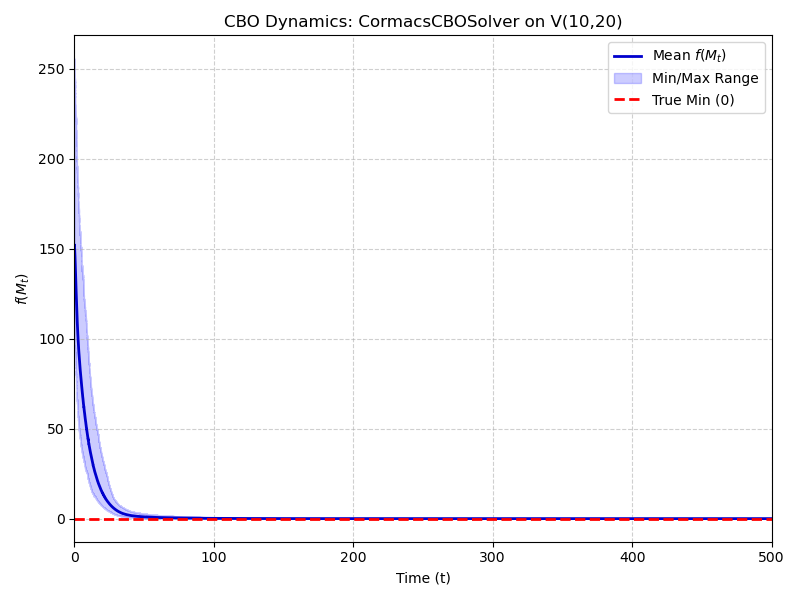 CBO Dynamics: CormacsCBOSolver on V(10,20)
Mean f(M_t)
Min/Max Range
True Min (0)
f(M_t)
250
200
150
100
50
0
0 100 200 300 400 500
Time (t)